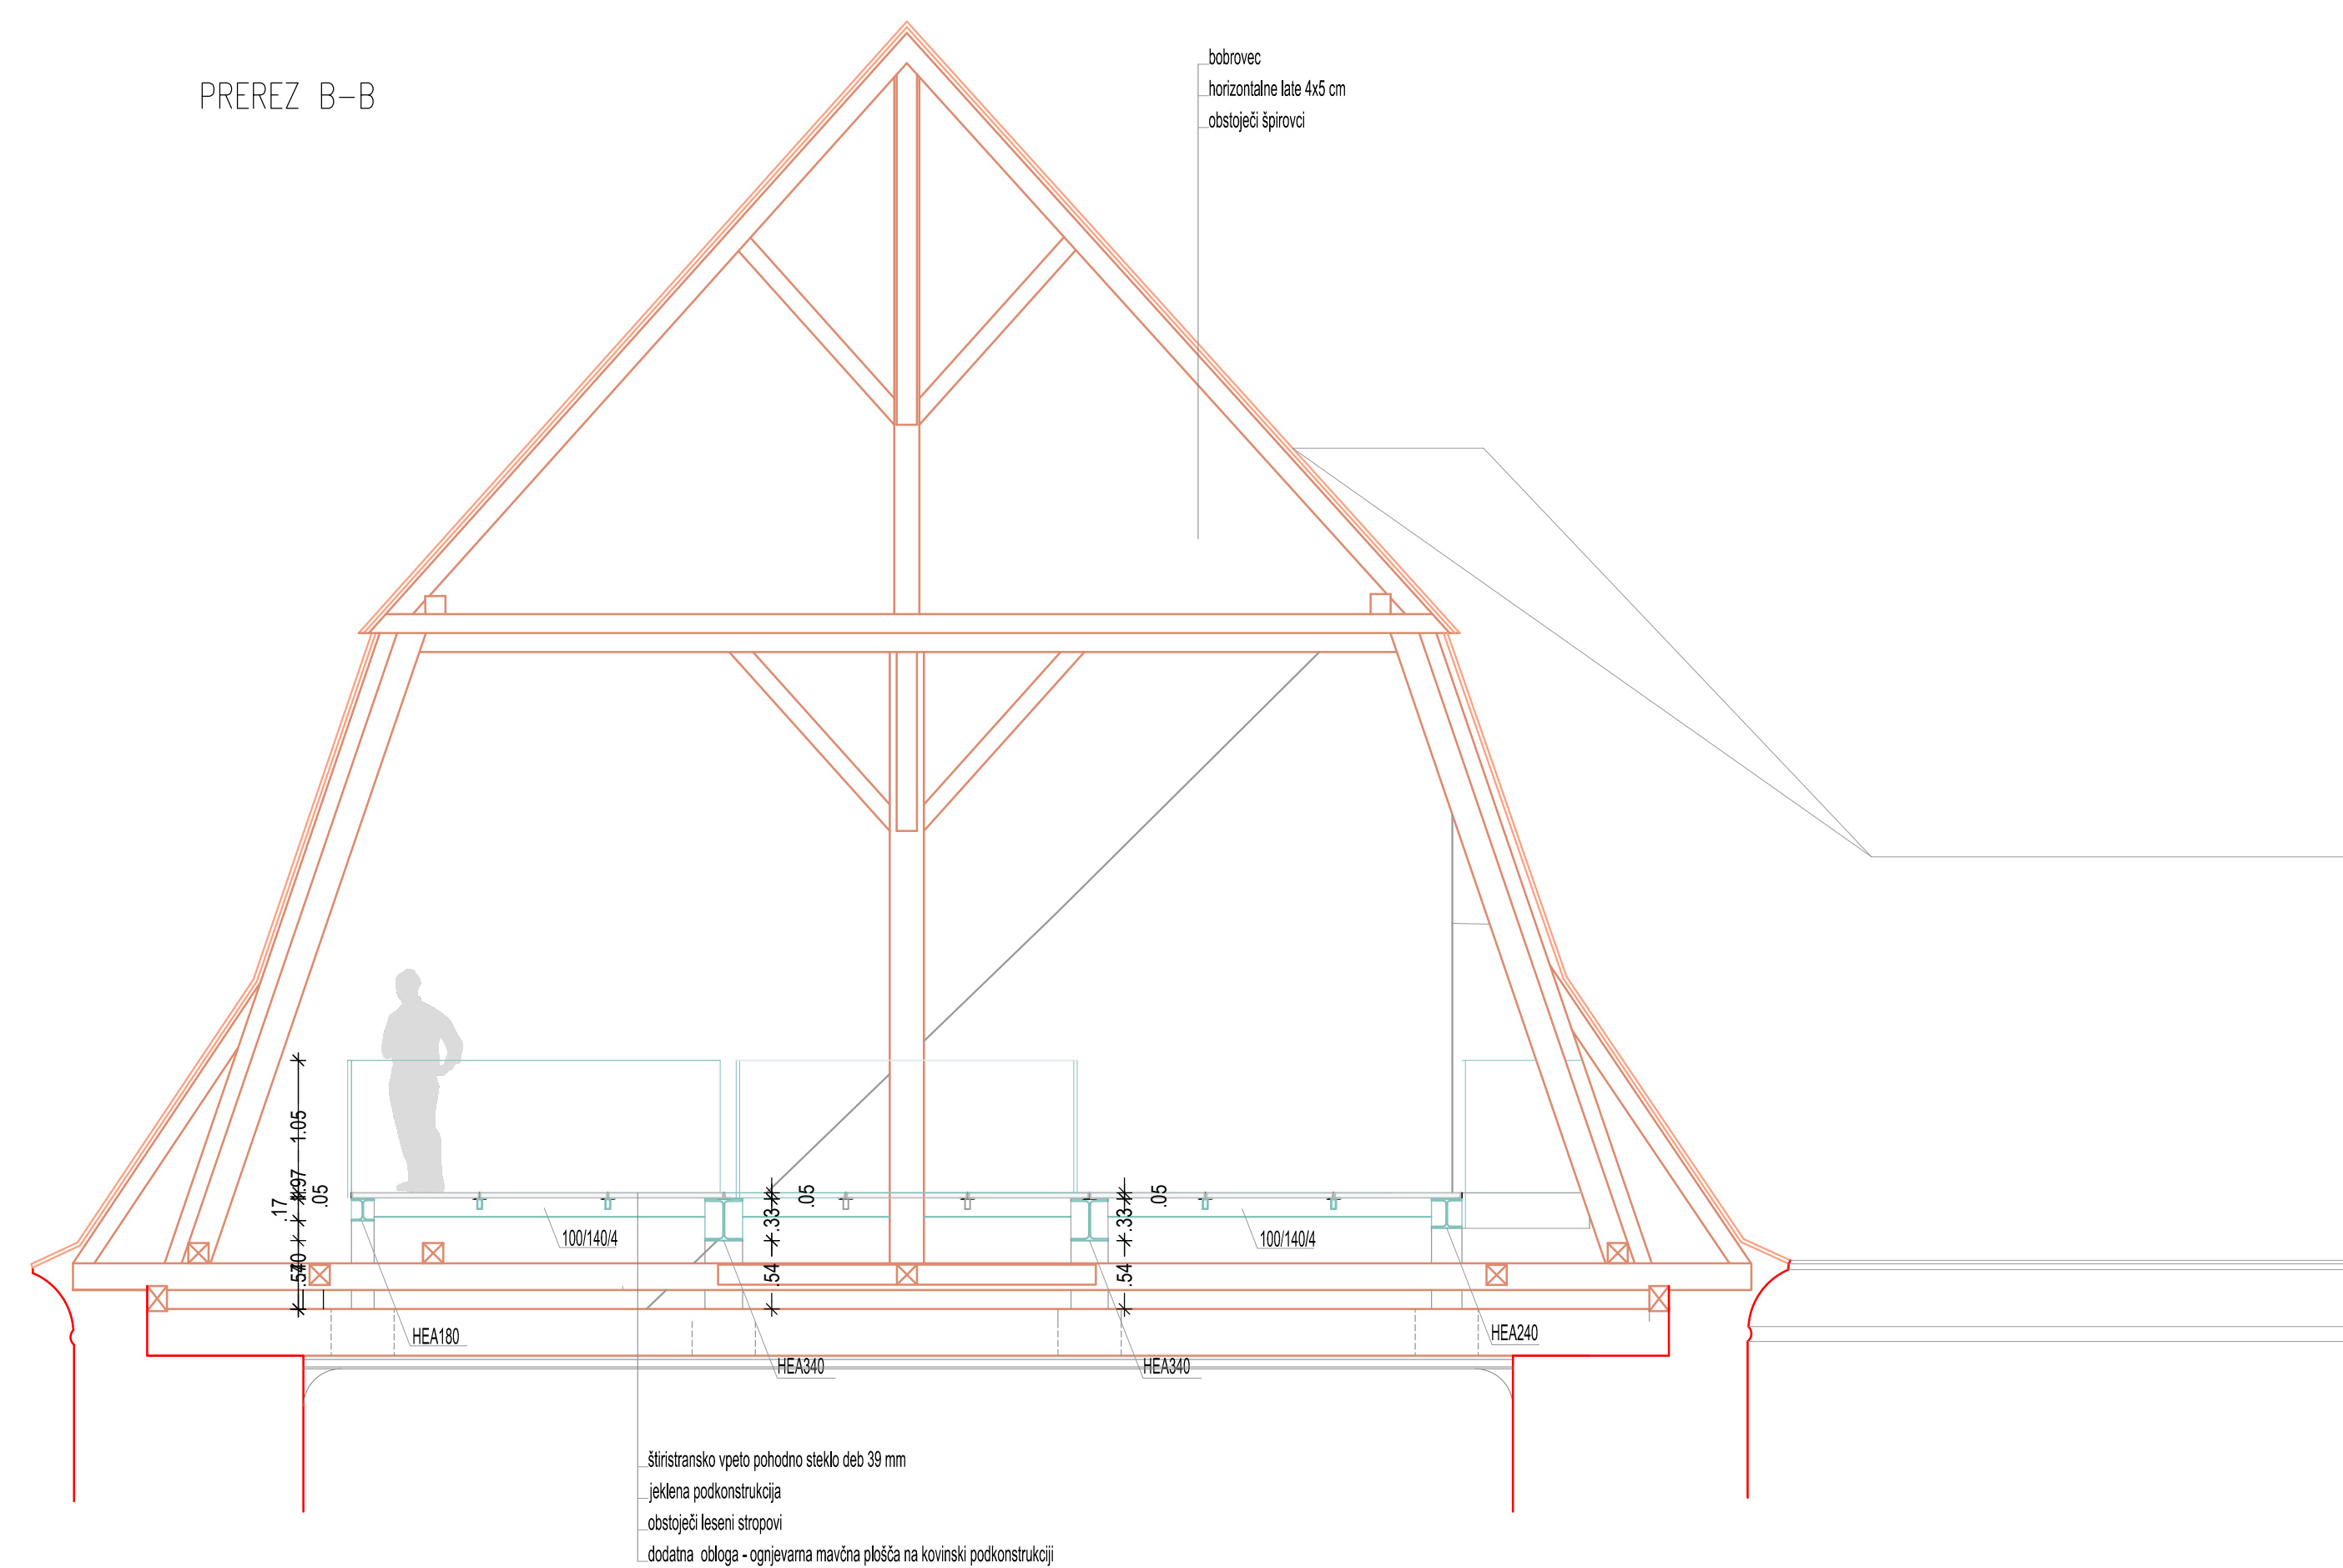 PREREZ B-B
bobrovec
horizontalne late 4x5 cm
obstoječi špirovci
1.05
.97
.05
.17
.54
.05
.33
.54
.05
.33
.54
100/140/4
100/140/4
HEA180
HEA340
HEA340
HEA240
štiristransko vpeto pohodno steklo deb 39 mm
jeklena podkonstrukcija
obstoječi leseni stropovi
dodatna obloga - ognjevarna mavčna plošča na kovinski podkonstrukciji